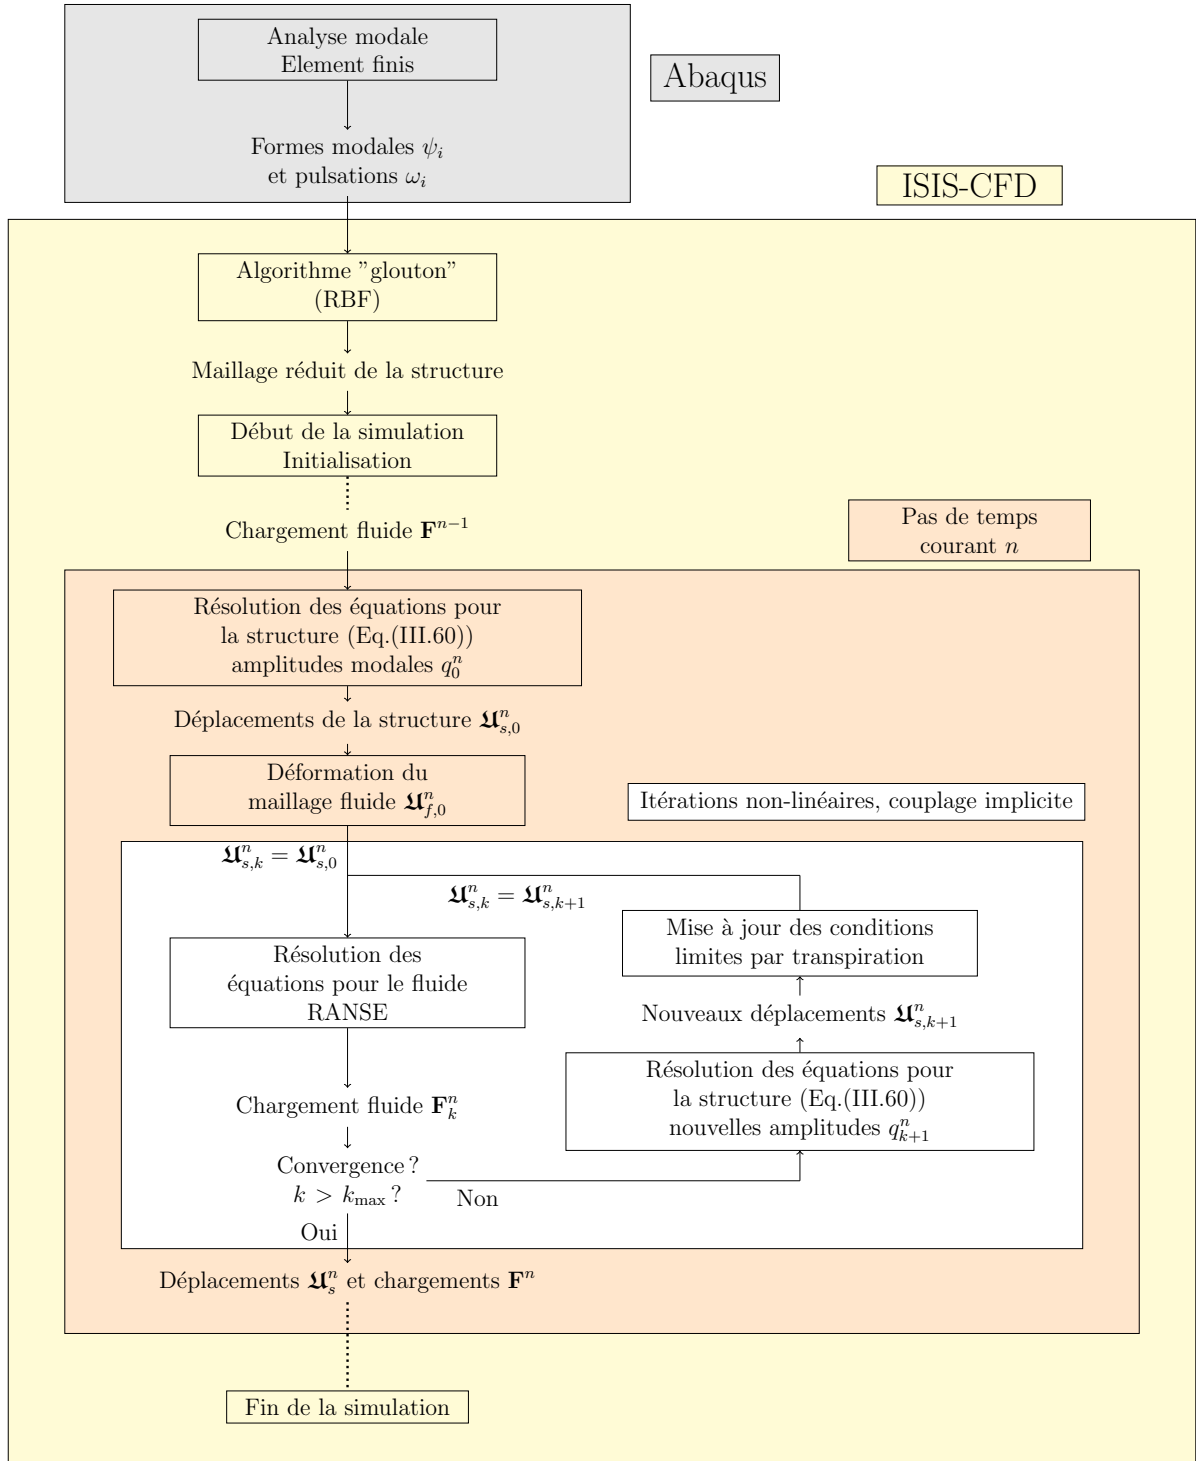 Analyse modale
Element finis
Abaqus
Formes modales ψ_i
et pulsations ω_i
ISIS-CFD
Algorithme ”glouton”
(RBF)
Maillage réduit de la structure
Début de la simulation
Initialisation
Chargement fluide F^{n−1}
Pas de temps
courant n
Résolution des équations pour
la structure (Eq.(III.60))
amplitudes modales q_0^n
Déplacements de la structure 𝖀_{s,0}^n
Déformation du
maillage fluide 𝖀_{f,0}^n
Itérations non-linéaires, couplage implicite
𝖀_{s,k}^n = 𝖀_{s,0}^n
𝖀_{s,k}^n = 𝖀_{s,k+1}^n
Résolution des
équations pour le fluide
RANSE
Chargement fluide F_k^n
Convergence ?
k > k_max ?
Non
Résolution des équations pour
la structure (Eq.(III.60))
nouvelles amplitudes q_{k+1}^n
Nouveaux déplacements 𝖀_{s,k+1}^n
Mise à jour des conditions
limites par transpiration
Oui
Déplacements 𝖀_s^n et chargements F^n
Fin de la simulation